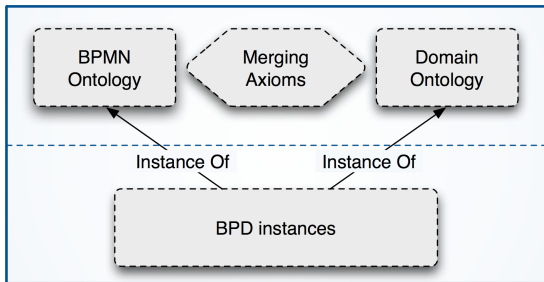 BPMN
Ontology
Merging
Axioms
Domain
Ontology
Instance Of
Instance Of
BPD instances